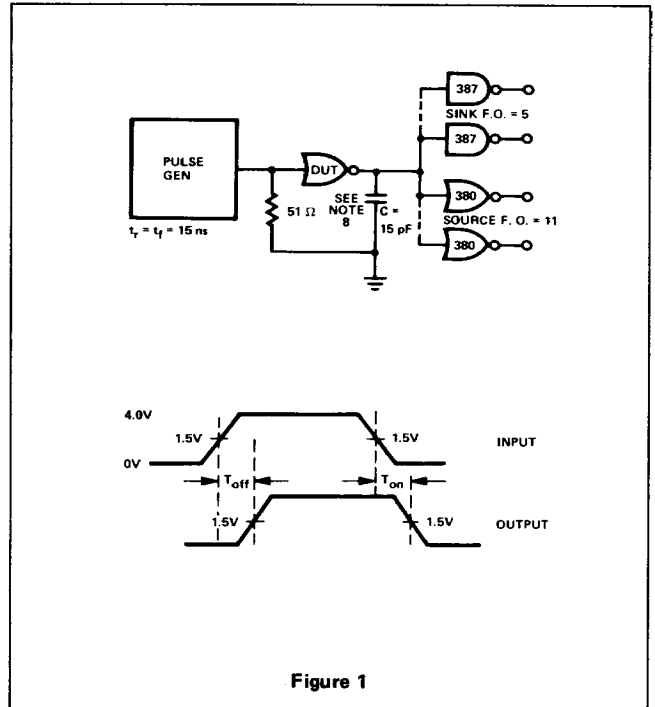 387
SINK F.O. = 5
387
PULSE GEN
DUT
SEE NOTE 8
C = 15 pF
51 Ω
380
SOURCE F. O. = 11
380
tr = tf = 15 ns
4.0V
1.5V
1.5V
INPUT
0V
Toff
Ton
1.5V
1.5V
OUTPUT
Figure 1